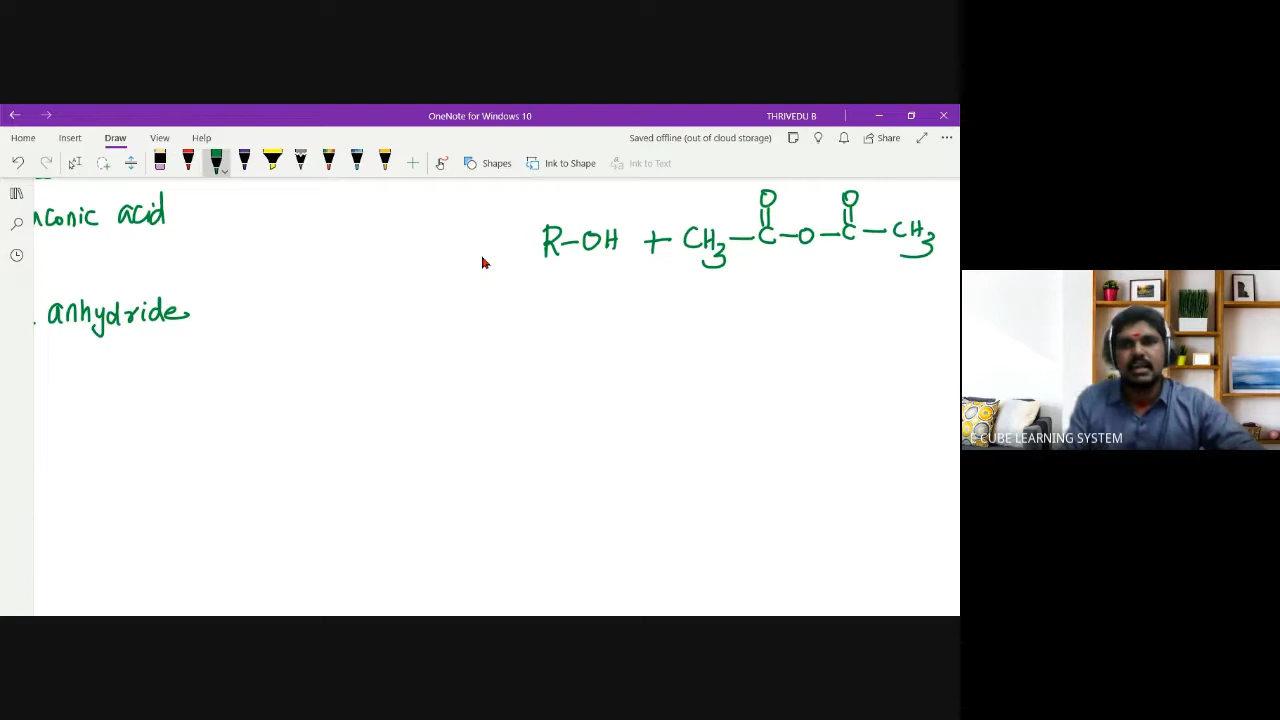 OneNote for Windows 10
THRIVEDU B
Home Insert Draw View Help
Saved offline (out of cloud storage)
Share
Shapes
Ink to Shape
Ink to Text
acid
anhydride
O O
R-OH + CH3-C-O-C-CH3
CUBE LEARNING SYSTEM